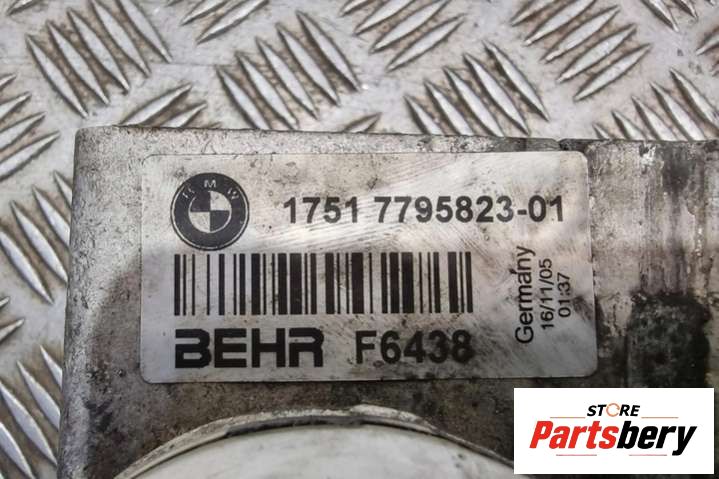 BMW
1751 7795823-01
BEHR F6438
Germany
16/11/05
01:37
STORE
Partsbery